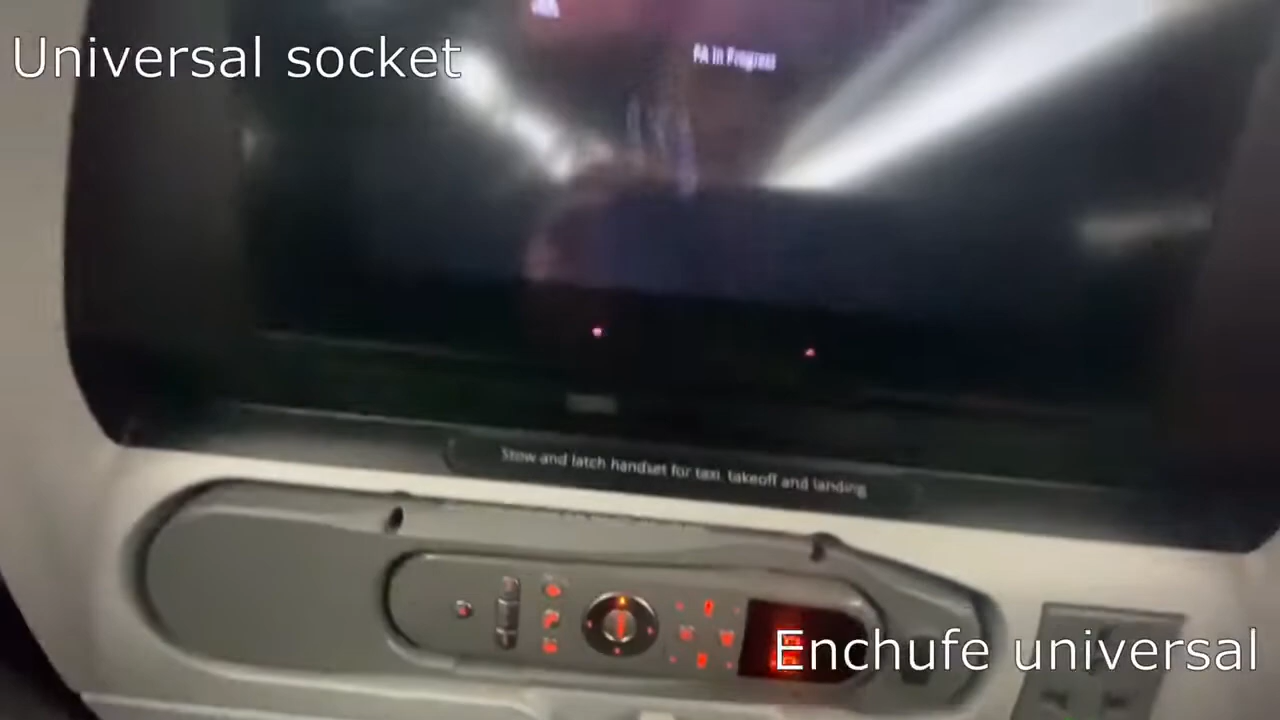 Universal socket
PA In Progress
Stow and latch handset for taxi, takeoff and landing
Enchufe universal